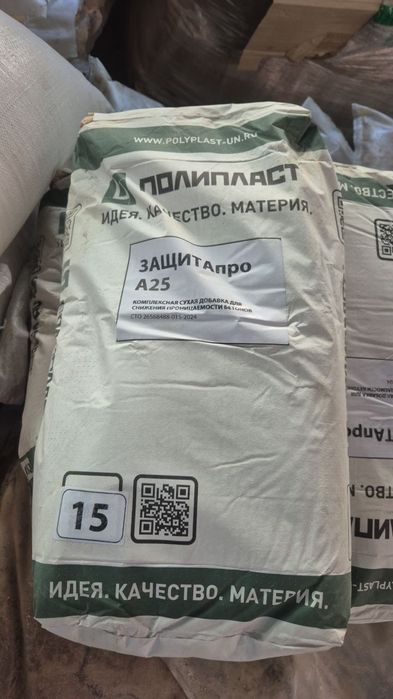 WWW.POLYPLAST-UN.RU
ПОЛИПЛАСТ
ИДЕЯ. КАЧЕСТВО. МАТЕРИЯ.
ЗАЩИТАпро
А25
КОМПЛЕКСНАЯ СУХАЯ ДОБАВКА ДЛЯ
СНИЖЕНИЯ ПРОНИЦАЕМОСТИ БЕТОНОВ
СТО 26568488-015-2024
15
ИДЕЯ. КАЧЕСТВО. МАТЕРИЯ.